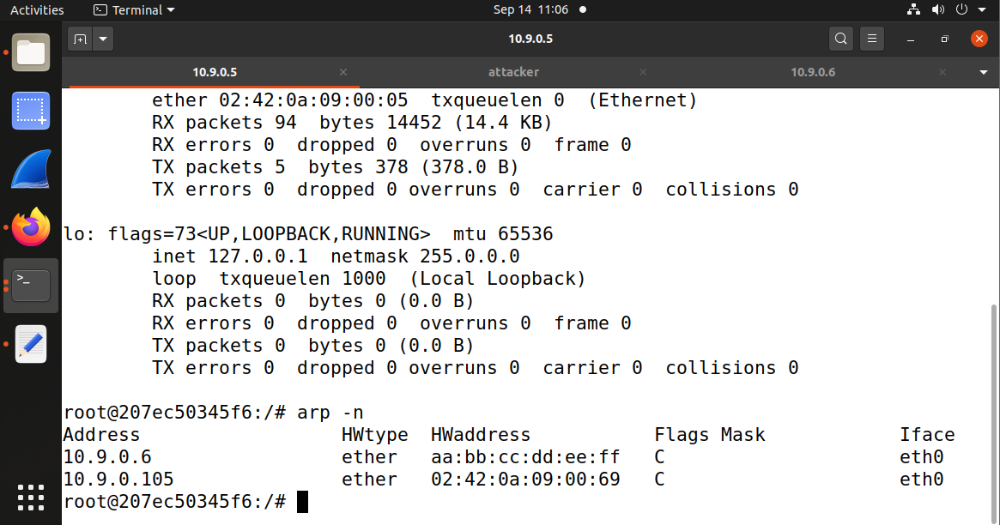 Activities Terminal Sep 14 11:06
10.9.0.5
10.9.0.5 attacker 10.9.0.6
ether 02:42:0a:09:00:05 txqueuelen 0 (Ethernet)
RX packets 94 bytes 14452 (14.4 KB)
RX errors 0 dropped 0 overruns 0 frame 0
TX packets 5 bytes 378 (378.0 B)
TX errors 0 dropped 0 overruns 0 carrier 0 collisions 0
lo: flags=73<UP,LOOPBACK,RUNNING> mtu 65536
inet 127.0.0.1 netmask 255.0.0.0
loop txqueuelen 1000 (Local Loopback)
RX packets 0 bytes 0 (0.0 B)
RX errors 0 dropped 0 overruns 0 frame 0
TX packets 0 bytes 0 (0.0 B)
TX errors 0 dropped 0 overruns 0 carrier 0 collisions 0
root@207ec50345f6:/# arp -n
Address HWtype HWaddress Flags Mask Iface
10.9.0.6 ether aa:bb:cc:dd:ee:ff C eth0
10.9.0.105 ether 02:42:0a:09:00:69 C eth0
root@207ec50345f6:/#